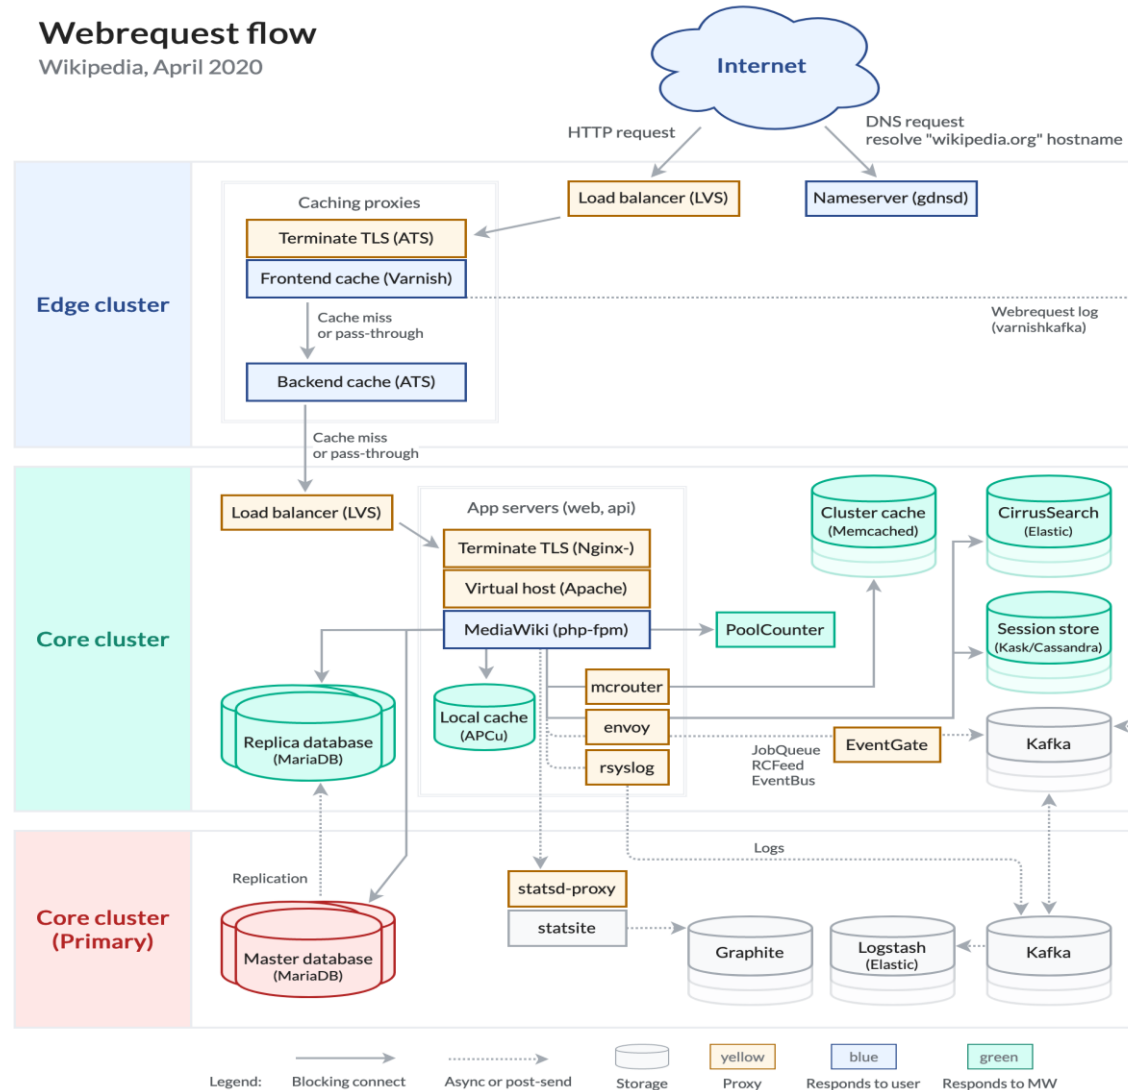 Webrequest flow
Wikipedia, April 2020
Internet
HTTP request
DNS request
resolve "wikipedia.org" hostname
Edge cluster
Load balancer (LVS)
Nameserver (gdnsd)
Caching proxies
Terminate TLS (ATS)
Frontend cache (Varnish)
Cache miss
or pass-through
Webrequest log
(varnishkafka)
Backend cache (ATS)
Cache miss
or pass-through
Core cluster
Load balancer (LVS)
App servers (web, api)
Terminate TLS (Nginx-)
Virtual host (Apache)
MediaWiki (php-fpm)
Cluster cache
(Memcached)
CirrusSearch
(Elastic)
PoolCounter
Session store
(Kask/Cassandra)
mcrouter
envoy
rsyslog
Local cache
(APCu)
Replica database
(MariaDB)
JobQueue
RCFeed
EventBus
EventGate
Kafka
Core cluster
(Primary)
Replication
Logs
Master database
(MariaDB)
statsd-proxy
statsite
Graphite
Logstash
(Elastic)
Kafka
Legend:
Blocking connect
Async or post-send
Storage
yellow
Proxy
blue
Responds to user
green
Responds to MW